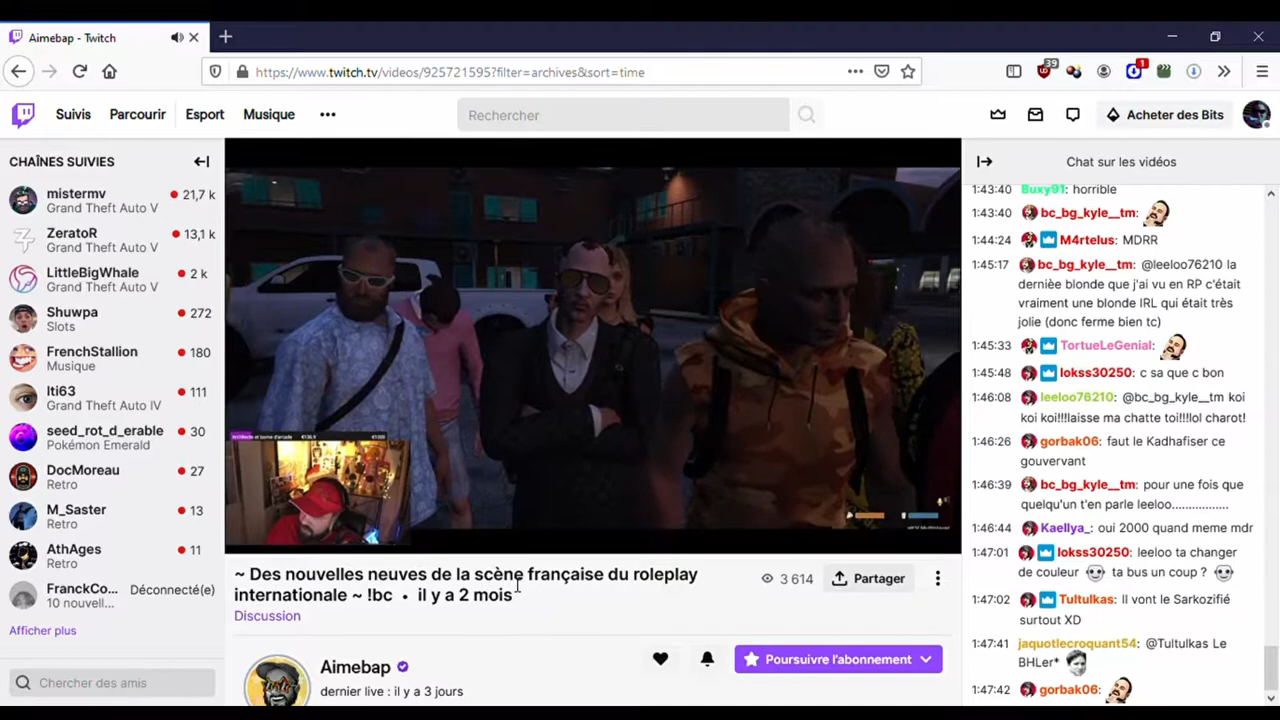 Aimebap - Twitch
https://www.twitch.tv/videos/925721595?filter=archives&sort=time
39
1
Suivis
Parcourir
Esport
Musique
Rechercher
Acheter des Bits
CHAÎNES SUIVIES
mistermv
21,7 k
Grand Theft Auto V
ZeratoR
13,1 k
Grand Theft Auto V
LittleBigWhale
2 k
Grand Theft Auto V
Shuwpa
272
Slots
FrenchStallion
180
Musique
lti63
111
Grand Theft Auto IV
seed_rot_d_erable
30
Pokémon Emerald
DocMoreau
27
Retro
M_Saster
13
Retro
AthAges
11
Retro
FranckCo...
Déconnecté(e)
10 nouvell...
Afficher plus
Chercher des amis
~ Des nouvelles neuves de la scène française du roleplay
internationale ~ !bc • il y a 2 mois
Discussion
3 614
Partager
Aimebap
dernier live : il y a 3 jours
Poursuivre l'abonnement
Chat sur les vidéos
1:43:40 Buxy91: horrible
1:43:40 bc_bg_kyle__tm:
1:44:24 M4rtelus: MDRR
1:45:17 bc_bg_kyle__tm: @leeloo76210 la
dernièe blonde que j'ai vu en RP c'était
vraiment une blonde IRL qui était très
jolie (donc ferme bien tc)
1:45:33 TortueLeGenial:
1:45:48 lokss30250: c sa que c bon
1:46:08 leeloo76210: @bc_bg_kyle__tm koi
koi koi!!!laisse ma chatte toi!!!lol charot!
1:46:26 gorbak06: faut le Kadhafiser ce
gouvervant
1:46:39 bc_bg_kyle__tm: pour une fois que
quelqu'un t'en parle leeloo.................
1:46:44 Kaellya_: oui 2000 quand meme mdr
1:47:01 lokss30250: leeloo ta changer
de couleur ta bus un coup ?
1:47:02 Tultulkas: Il vont le Sarkozifié
surtout XD
1:47:41 jaquotlecroquant54: @Tultulkas Le
BHLer*
1:47:42 gorbak06: